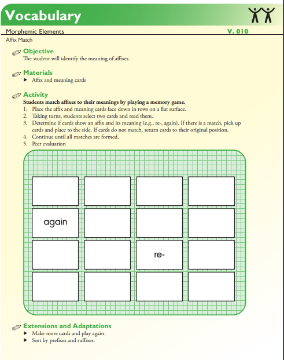 Vocabulary
Morphemic Elements V. 010
Affix Match
Objective
The student will identify the meaning of affixes.
Materials
► Affix and meaning cards
Activity
Students match affixes to their meanings by playing a memory game.
1. Place the affix and meaning cards face down in rows on a flat surface.
2. Taking turns, students select two cards and read them.
3. Determine if cards show an affix and its meaning (e.g., re-, again). If there is a match, pick up
cards and place to the side. If cards do not match, return cards to their original position.
4. Continue until all matches are formed.
5. Peer evaluation
again
re-
Extensions and Adaptations
► Make more cards and play again.
► Sort by prefixes and suffixes.